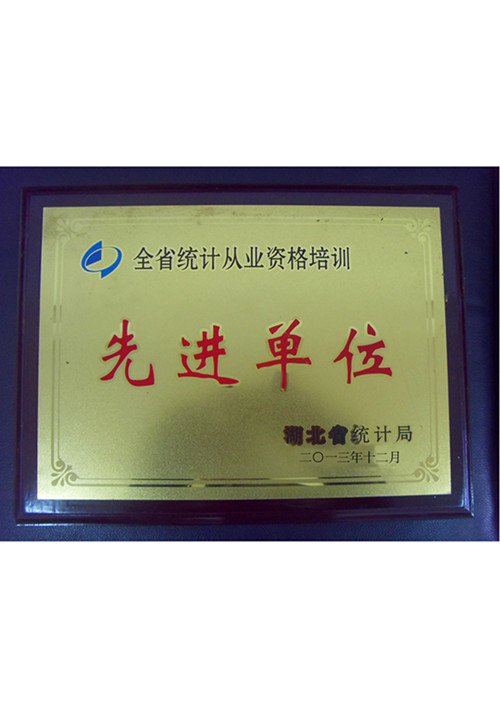 全省统计从业资格培训
先进单位
湖北省统计局
二〇一三年十二月